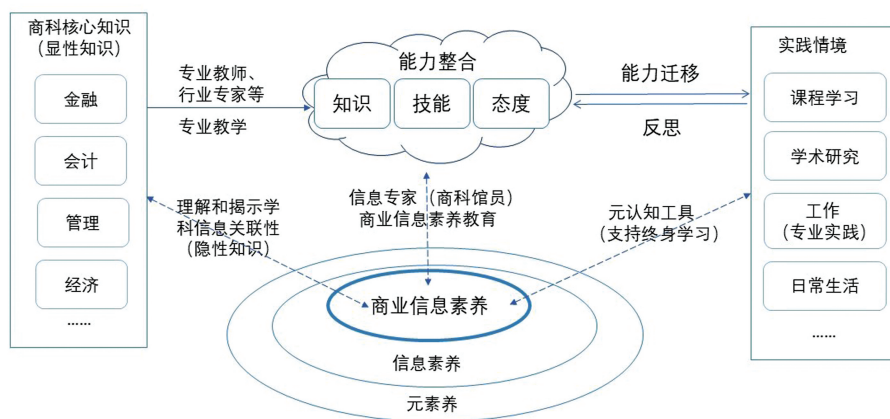 商科核心知识
（显性知识）
金融
会计
管理
经济
……
专业教师、
行业专家等
专业教学
能力整合
知识
技能
态度
能力迁移
反思
实践情境
课程学习
学术研究
工作
（专业实践）
日常生活
……
理解和揭示学
科信息关联性
（隐性知识）
信息专家（商科馆员）
商业信息素养教育
元认知工具
（支持终身学习）
商业信息素养
信息素养
元素养